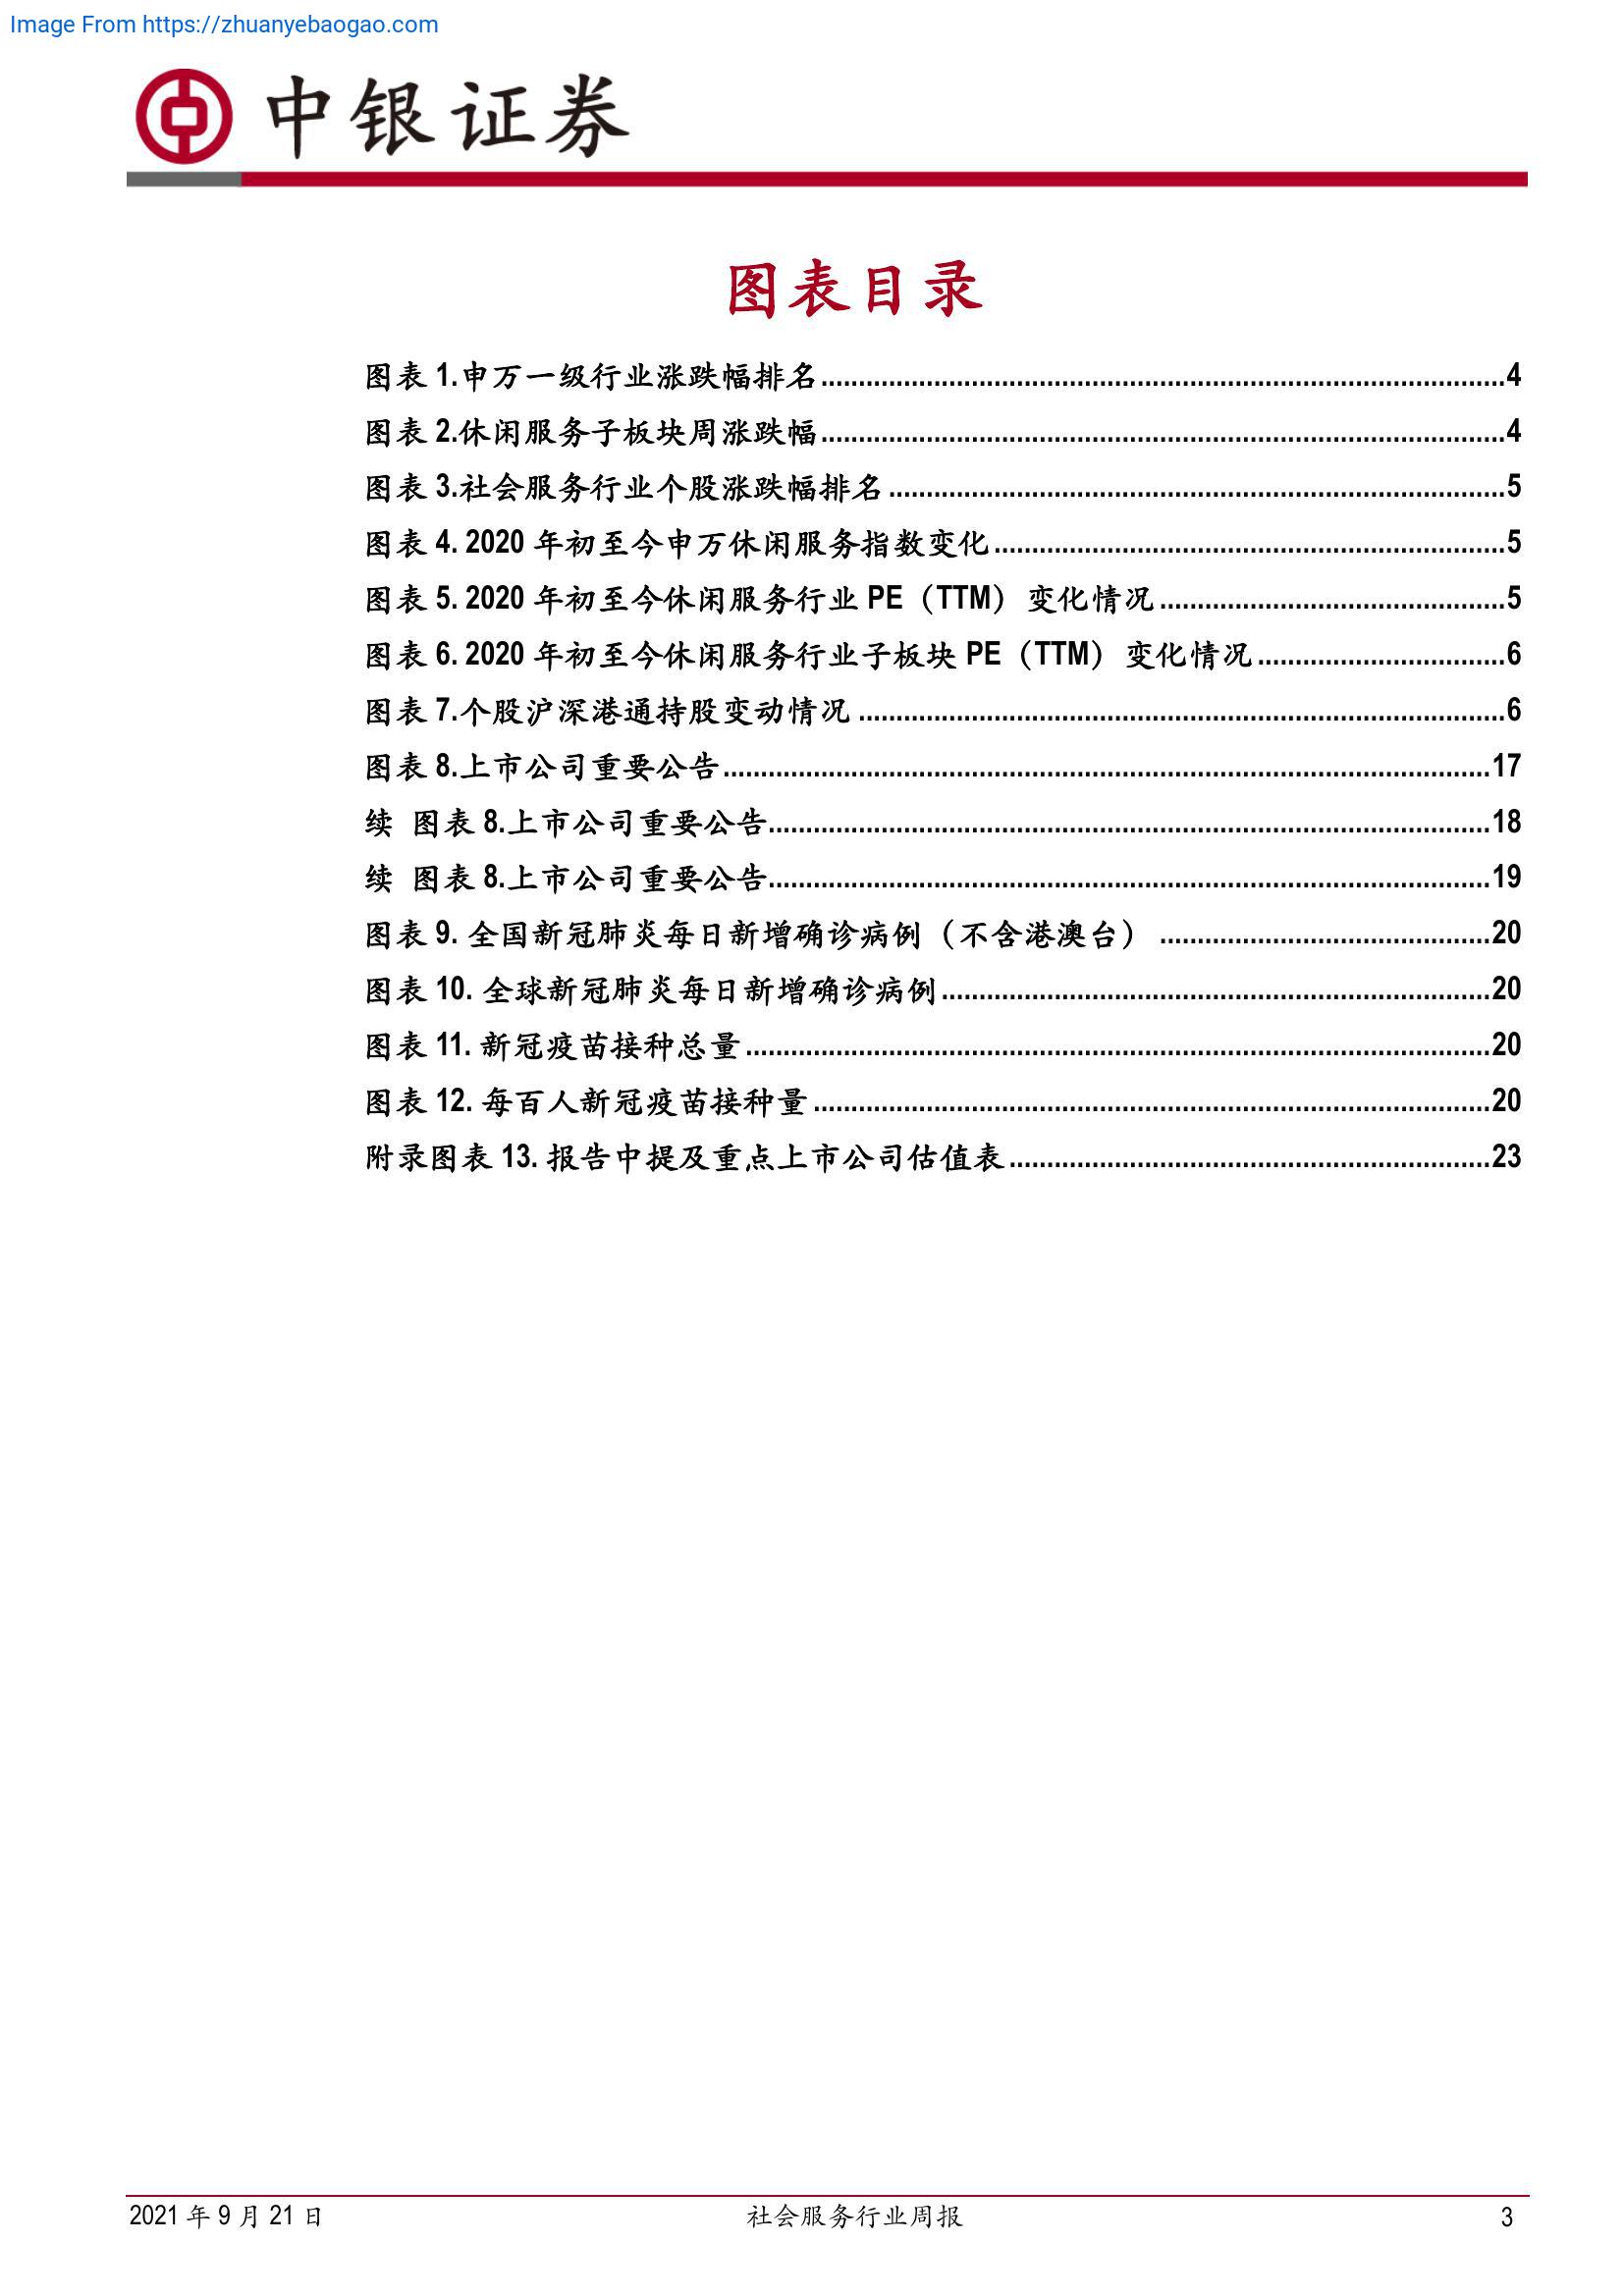 Image From https://zhuanyebaogao.com
中银证券
图表目录
图表 1.申万一级行业涨跌幅排名....................4
图表 2.休闲服务子板块周涨跌幅....................4
图表 3.社会服务行业个股涨跌幅排名....................5
图表 4. 2020 年初至今申万休闲服务指数变化....................5
图表 5. 2020 年初至今休闲服务行业 PE（TTM）变化情况....................5
图表 6. 2020 年初至今休闲服务行业子板块 PE（TTM）变化情况....................6
图表 7.个股沪深港通持股变动情况....................6
图表 8.上市公司重要公告....................17
续 图表 8.上市公司重要公告....................18
续 图表 8.上市公司重要公告....................19
图表 9. 全国新冠肺炎每日新增确诊病例（不含港澳台）....................20
图表 10. 全球新冠肺炎每日新增确诊病例....................20
图表 11. 新冠疫苗接种总量....................20
图表 12. 每百人新冠疫苗接种量....................20
附录图表 13. 报告中提及重点上市公司估值表....................23
2021 年 9 月 21 日 社会服务行业周报 3